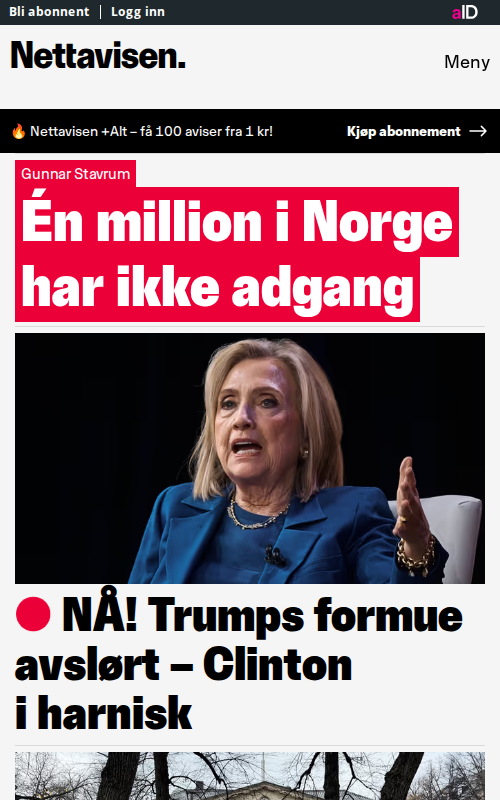 Bli abonnent | Logg inn
aID
Nettavisen.
Meny
🔥 Nettavisen +Alt – få 100 aviser fra 1 kr!
Kjøp abonnement →
Gunnar Stavrum
Én million i Norge
har ikke adgang
NÅ! Trumps formue
avslørt – Clinton
i harnisk